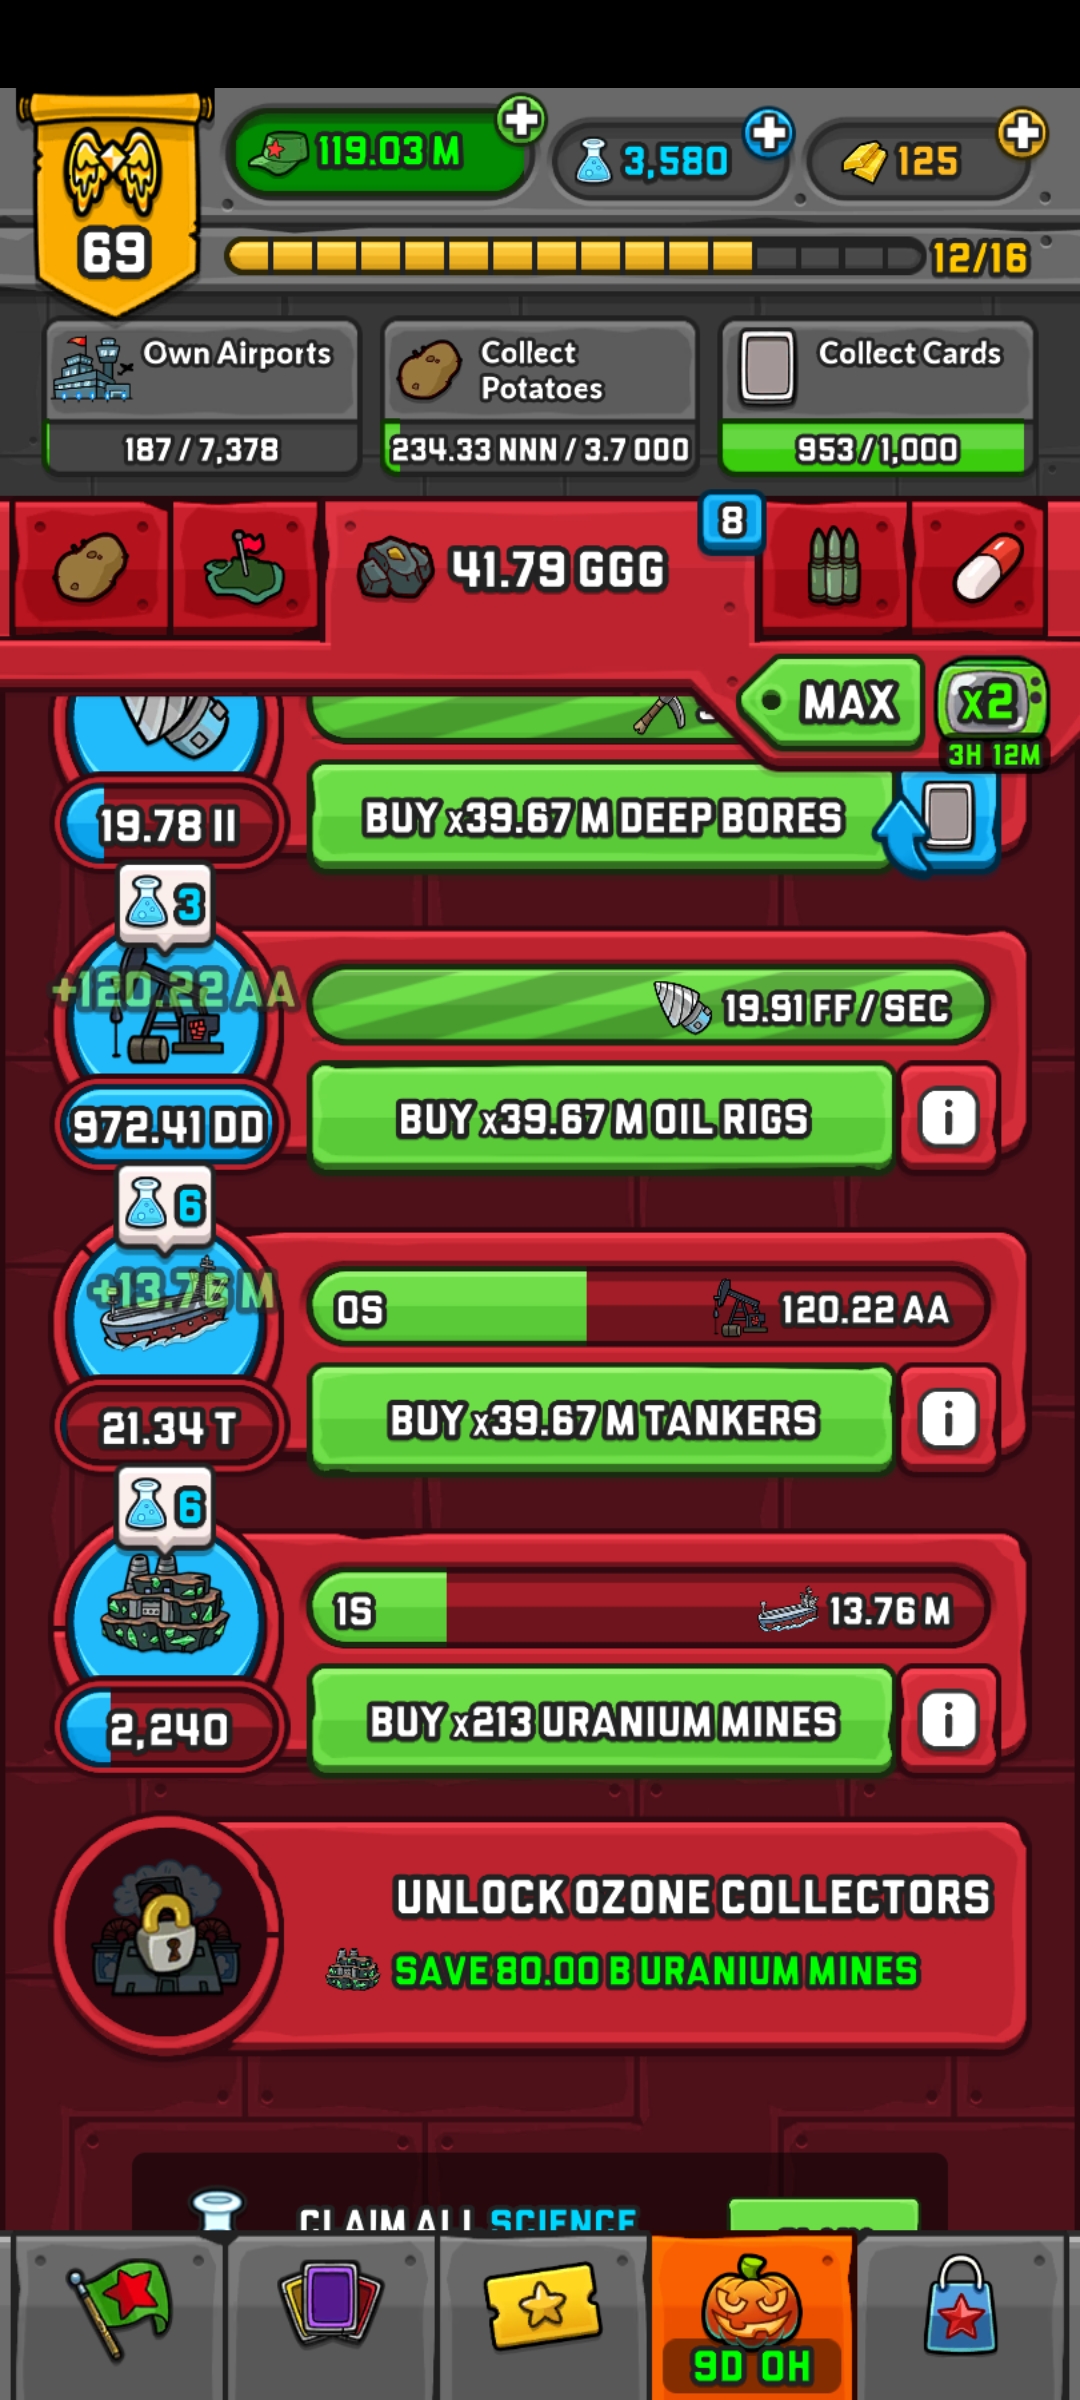 119.03 M
3,580
125
69
12/16
Own Airports
187 / 7,378
Collect
Potatoes
234.33 NNN / 3.7 OOO
Collect Cards
953 / 1,000
41.79 GGG
8
MAX
x2
3H 12M
19.78 II
BUY x39.67 M DEEP BORES
3
+120.22 AA
19.91 FF / SEC
972.41 DD
BUY x39.67 M OIL RIGS
i
6
+13.76 M
0S
120.22 AA
21.34 T
BUY x39.67 M TANKERS
i
6
1S
13.76 M
2,240
BUY x213 URANIUM MINES
i
UNLOCK OZONE COLLECTORS
SAVE 80.00 B URANIUM MINES
CLAIM ALL SCIENCE
9D 0H